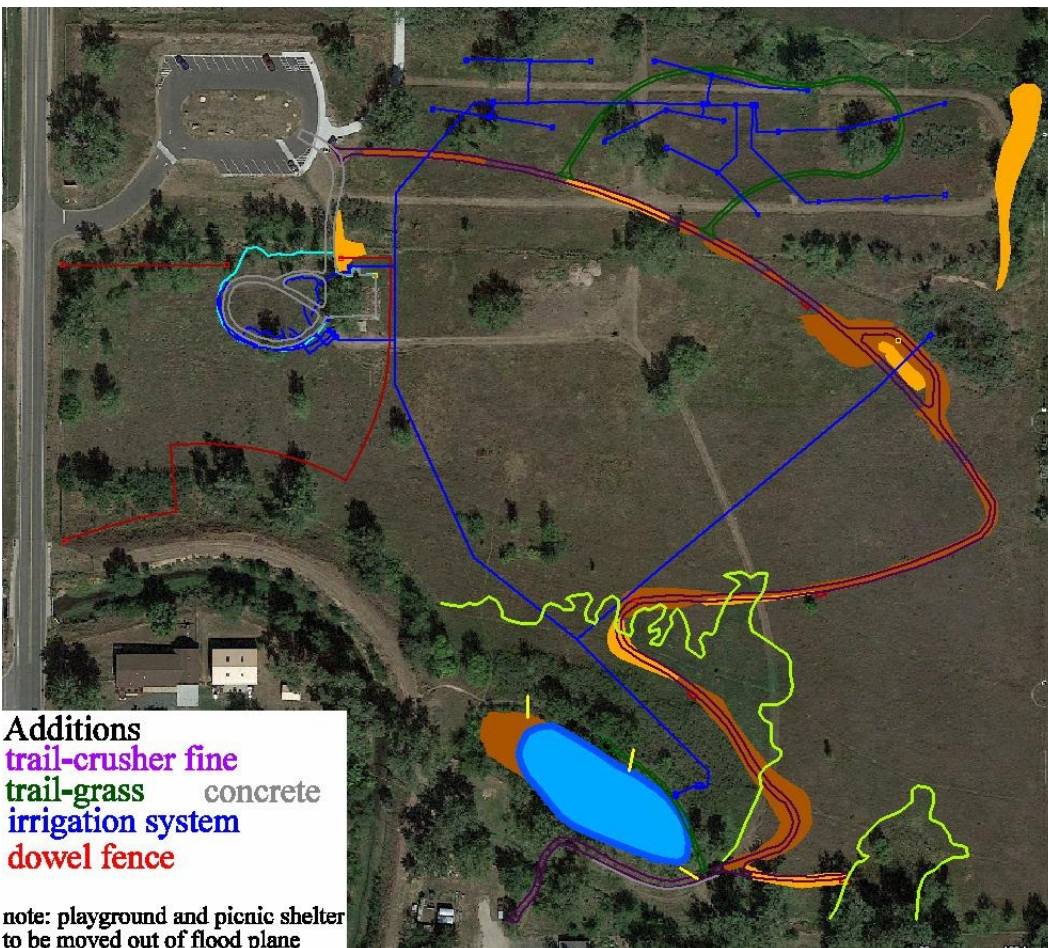 Additions
trail-crusher fine
trail-grass concrete
irrigation system
dowel fence
note: playground and picnic shelter
to be moved out of flood plane